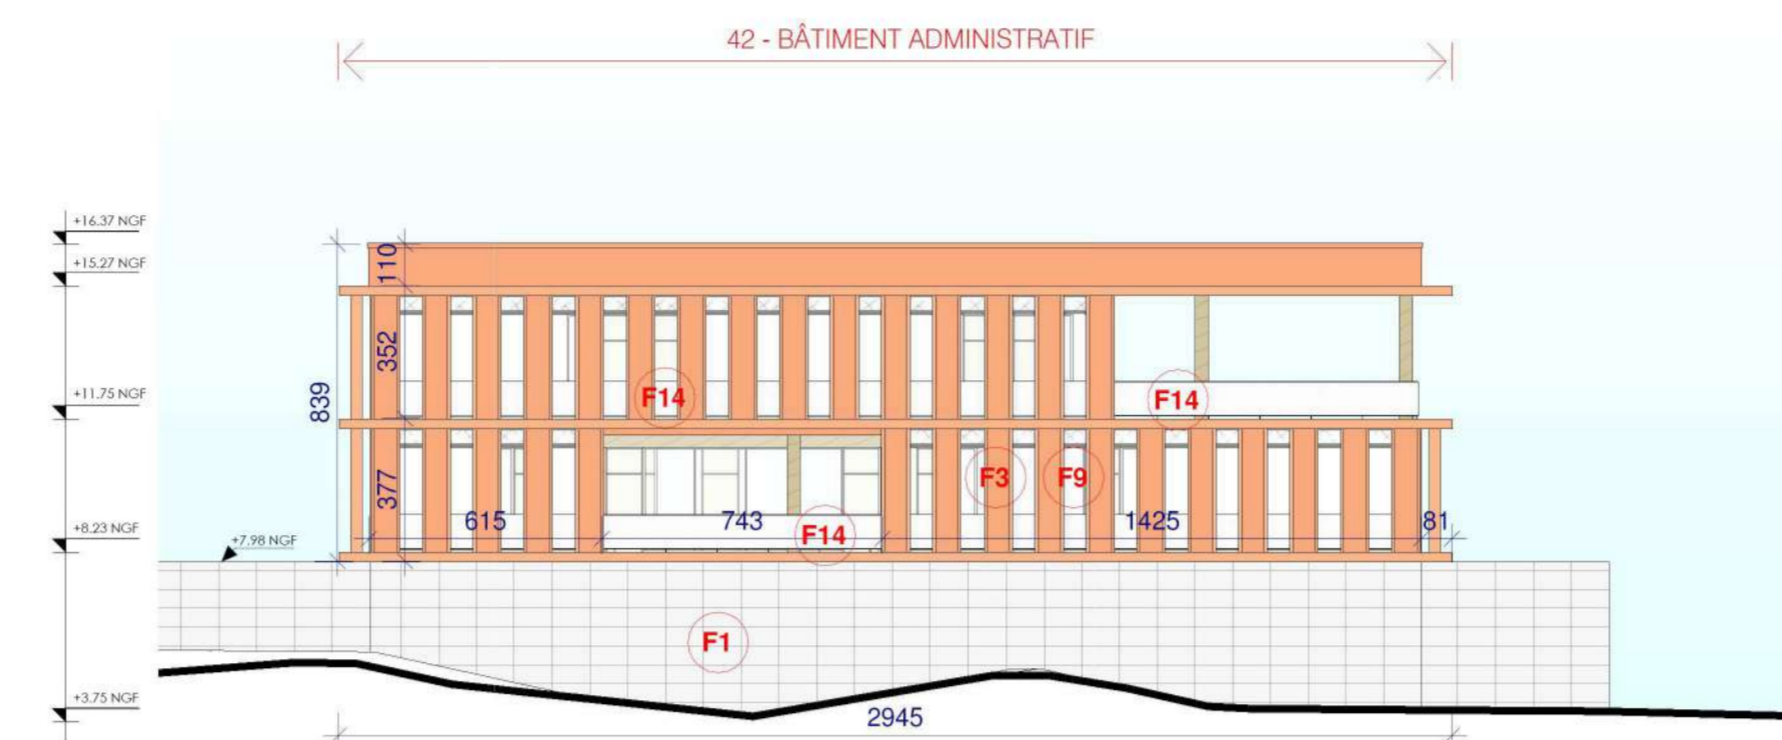 42 - BÂTIMENT ADMINISTRATIF
+16.37 NGF
+15.27 NGF
110
352
839
+11.75 NGF
F14
F14
377
F3
F9
615
743
1425
81
+8.23 NGF
+7.98 NGF
F14
F1
+3.75 NGF
2945